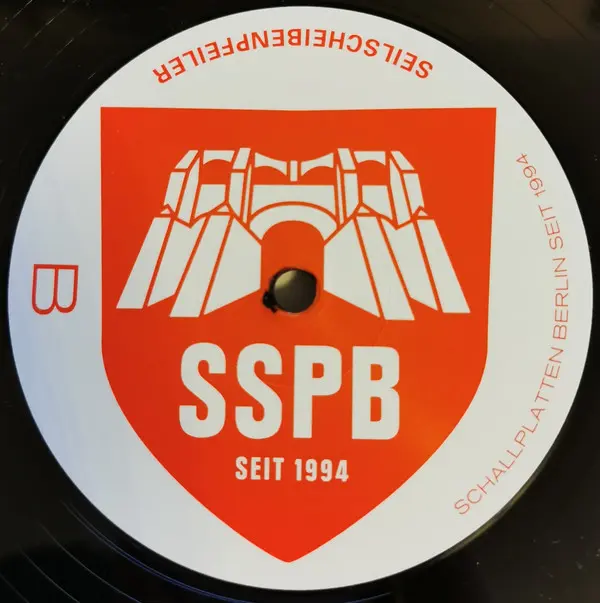 SEILSCHEIBENPFEILER
B
SSPB
SEIT 1994
SCHALLPLATTEN BERLIN SEIT 1994